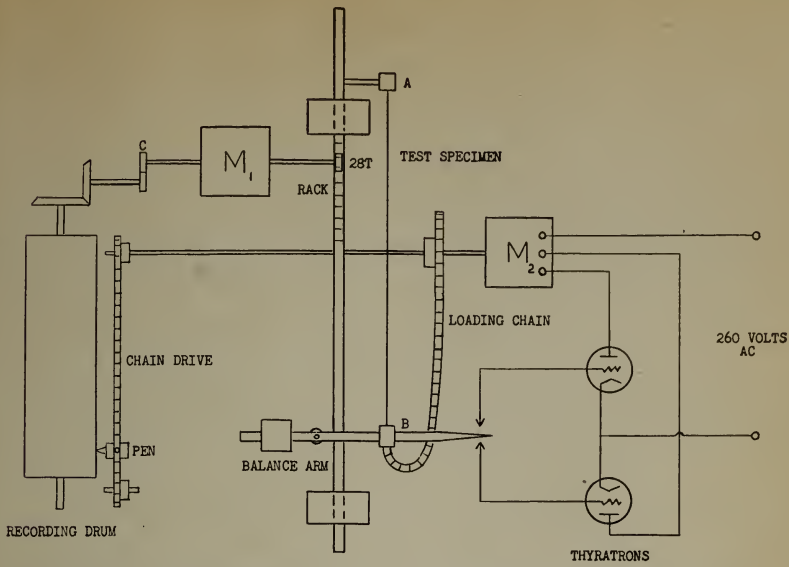 A
C
M1
28T
TEST SPECIMEN
RACK
M2
LOADING CHAIN
260 VOLTS
AC
CHAIN DRIVE
B
PEN
BALANCE ARM
RECORDING DRUM
THYRATRONS